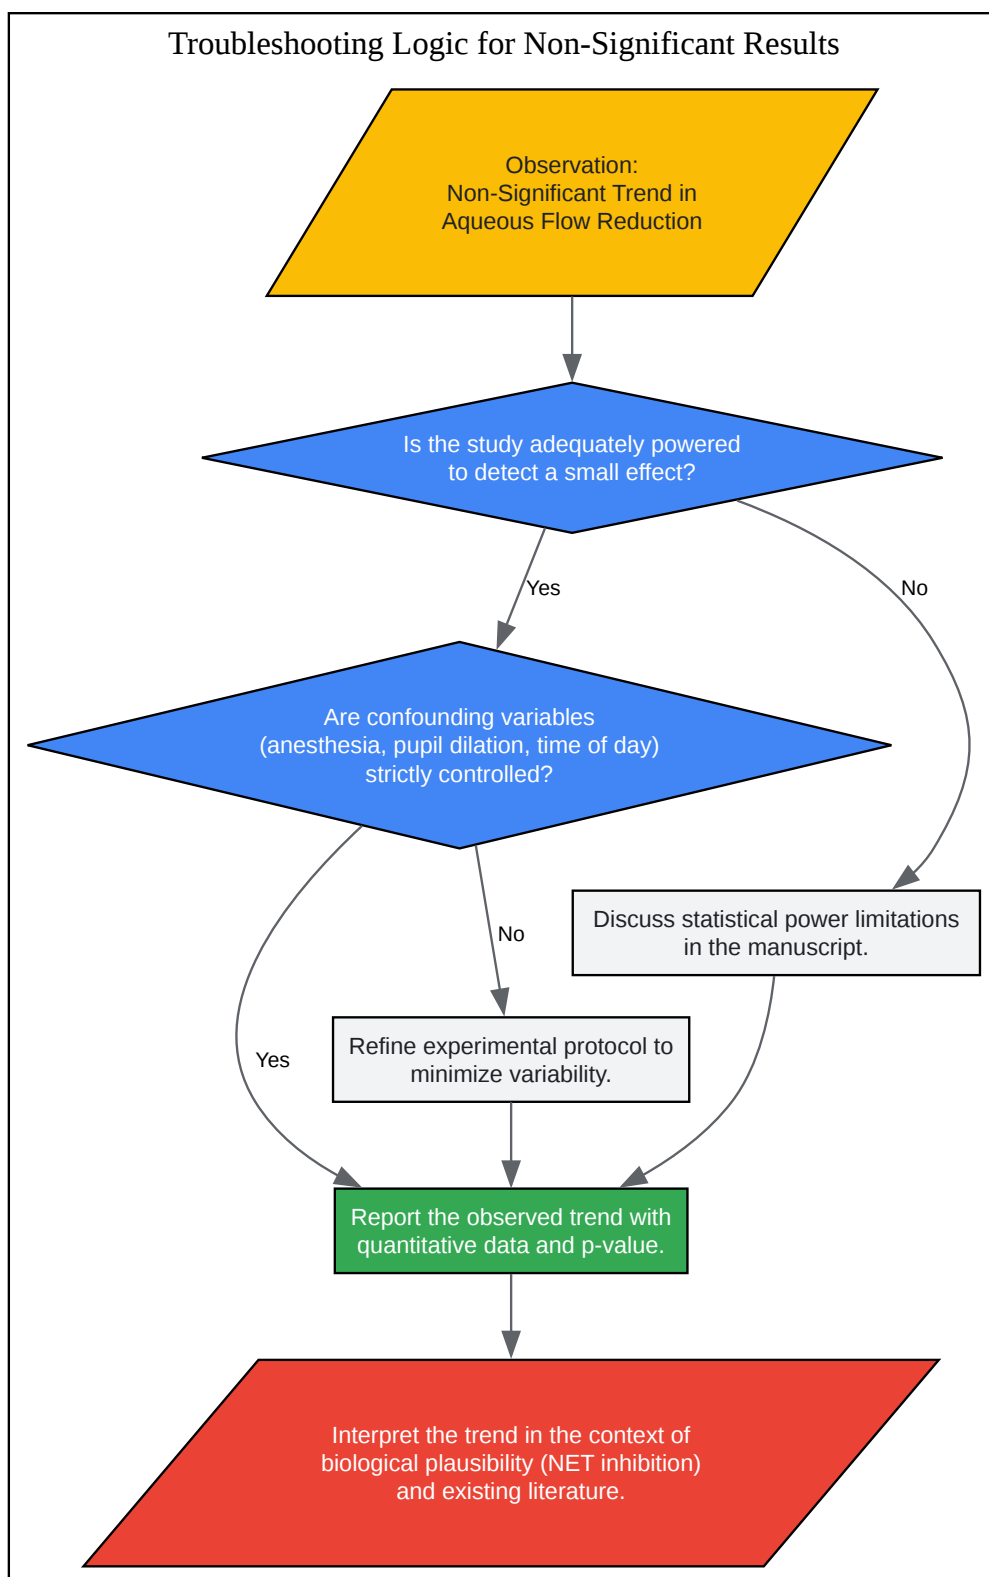 Troubleshooting Logic for Non-Significant Results
Observation:
Non-Significant Trend in
Aqueous Flow Reduction
Is the study adequately powered
to detect a small effect?
Yes
No
Are confounding variables
(anesthesia, pupil dilation, time of day)
strictly controlled?
Discuss statistical power limitations
in the manuscript.
No
Yes
Refine experimental protocol to
minimize variability.
Report the observed trend with
quantitative data and p-value.
Interpret the trend in the context of
biological plausibility (NET inhibition)
and existing literature.